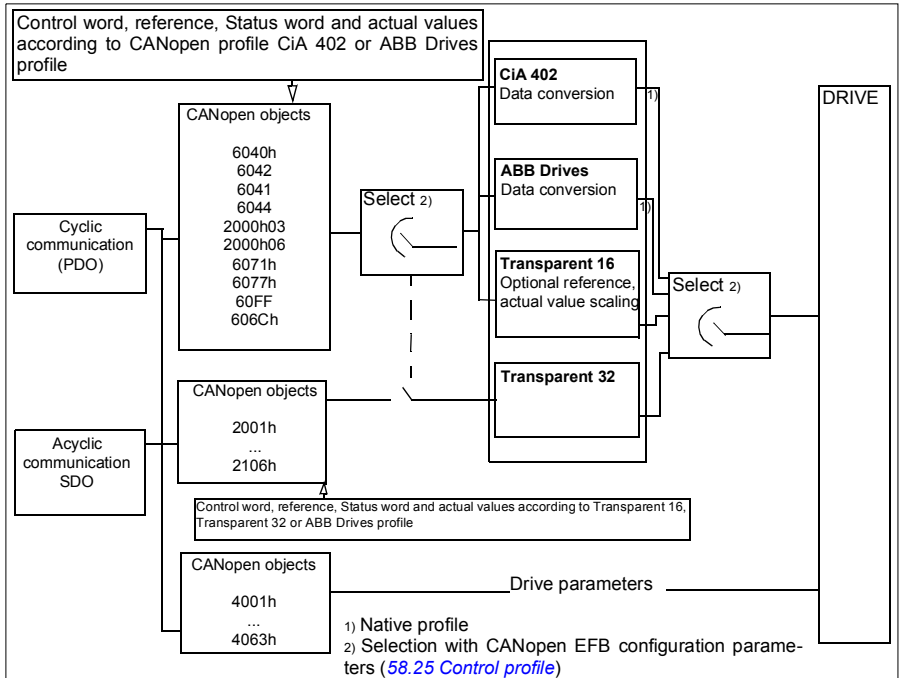 Control word, reference, Status word and actual values
according to CANopen profile CiA 402 or ABB Drives
profile
CANopen objects
6040h
6042
6041
6044
2000h03
2000h06
6071h
6077h
60FF
606Ch
Cyclic
communication
(PDO)
Select 2)
CiA 402
Data conversion
1)
ABB Drives
Data conversion
1)
Transparent 16
Optional reference,
actual value scaling
Transparent 32
Select 2)
DRIVE
CANopen objects
2001h
...
2106h
Acyclic
communication
SDO
Control word, reference, Status word and actual values according to Transparent 16,
Transparent 32 or ABB Drives profile
CANopen objects
4001h
...
4063h
Drive parameters
1) Native profile
2) Selection with CANopen EFB configuration parame-
ters (58.25 Control profile)